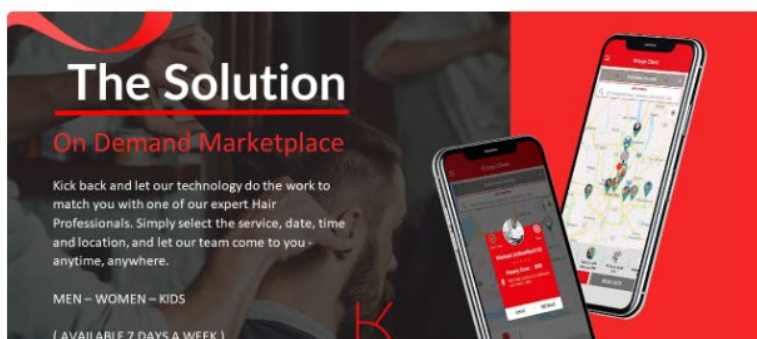 The Solution
On Demand Marketplace
Kick back and let our technology do the work to
match you with one of our expert Hair
Professionals. Simply select the service, date, time
and location, and let our team come to you -
anytime, anywhere.
MEN – WOMEN – KIDS
( AVAILABLE 7 DAYS A WEEK )